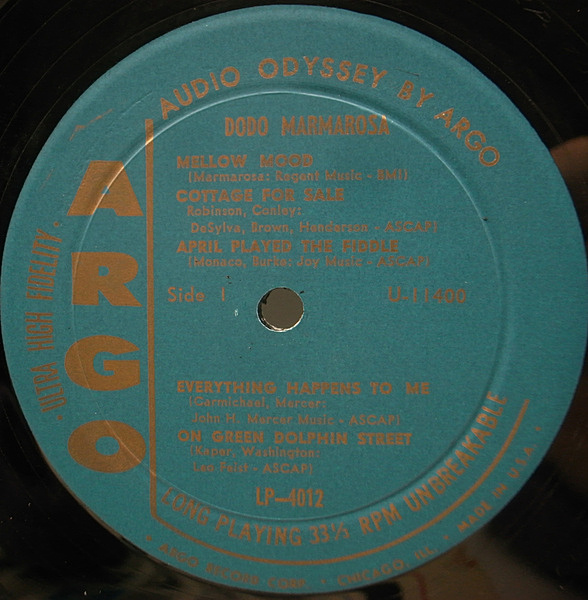 AUDIO ODYSSEY BY ARGO
DODO MARMAROSA
MELLOW MOOD
(Marmarosa: Regent Music - BMI)
COTTAGE FOR SALE
Robinson, Conley:
DeSylva, Brown, Henderson - ASCAP)
APRIL PLAYED THE FIDDLE
(Monaco, Burke: Joy Music - ASCAP)
Side 1 U-11400
EVERYTHING HAPPENS TO ME
(Carmichael, Mercer:
John H. Mercer Music - ASCAP)
ON GREEN DOLPHIN STREET
(Kaper, Washington:
Leo Feist - ASCAP)
LP-4012
ARGO
ULTRA HIGH FIDELITY
LONG PLAYING 33⅓ RPM UNBREAKABLE
ARGO RECORD CORP. • CHICAGO, ILL. • MADE IN U.S.A.